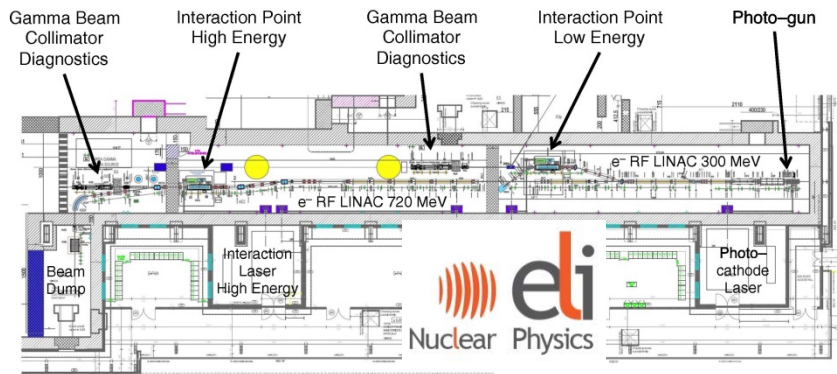 Gamma Beam
Collimator
Diagnostics
Interaction Point
High Energy
Gamma Beam
Collimator
Diagnostics
Interaction Point
Low Energy
Photo–gun
e⁻ RF LINAC 300 MeV
e⁻ RF LINAC 720 MeV
Beam
Dump
Interaction
Laser
High Energy
Photo–
cathode
Laser
eli
Nuclear Physics